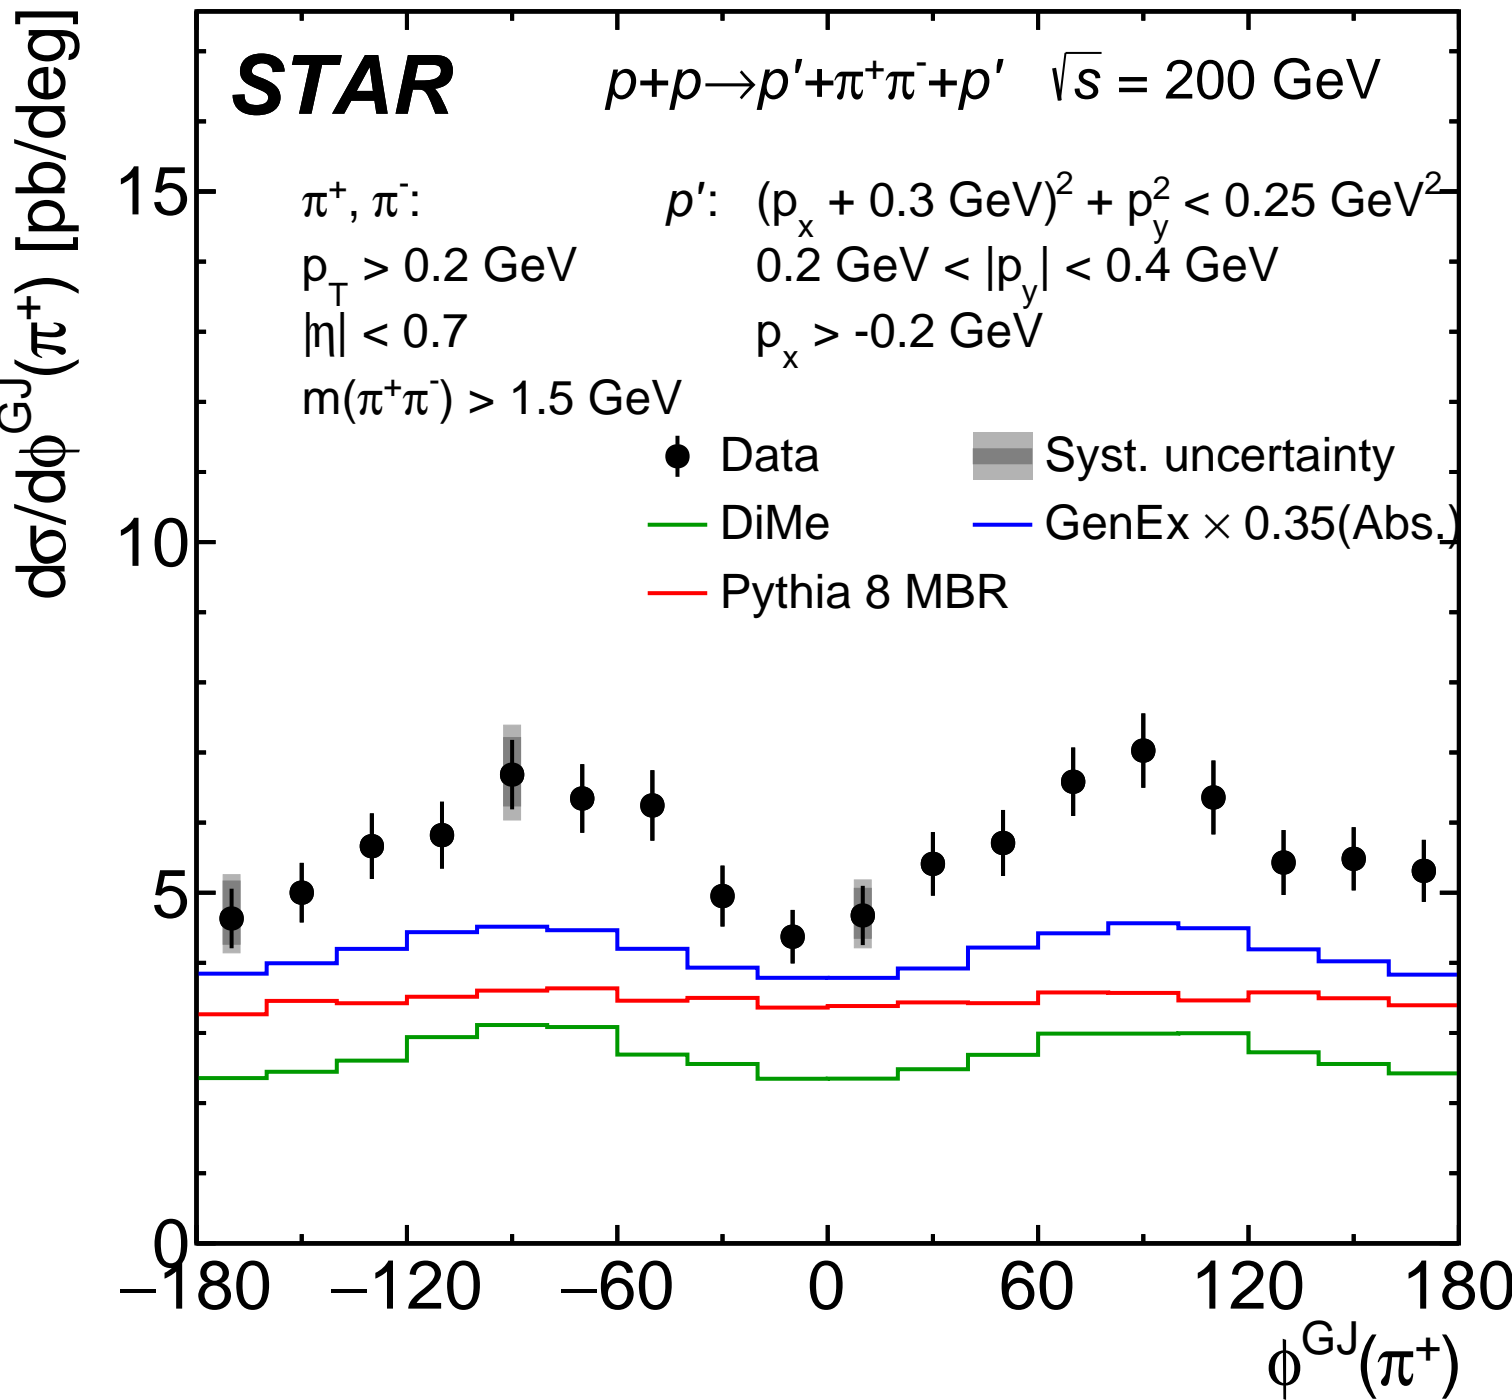 STAR p+p→p′+π⁺π⁻+p′ √s = 200 GeV
π⁺, π⁻: p′: (pₓ + 0.3 GeV)² + p_y² < 0.25 GeV²
p_T > 0.2 GeV 0.2 GeV < |p_y| < 0.4 GeV
|η| < 0.7 pₓ > -0.2 GeV
m(π⁺π⁻) > 1.5 GeV
Data Syst. uncertainty
DiMe GenEx × 0.35(Abs.)
Pythia 8 MBR
dσ/dϕ^GJ(π⁺) [pb/deg]
15
10
5
0
−180 −120 −60 0 60 120 180
ϕ^GJ(π⁺)